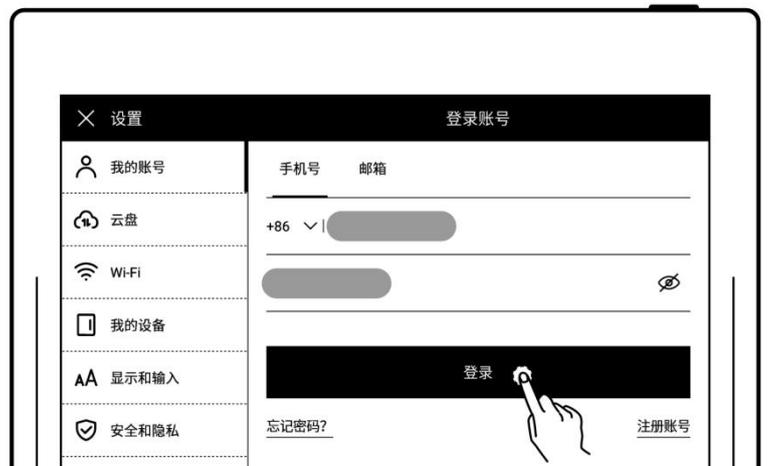 设置
登录账号
我的账号
云盘
Wi-Fi
我的设备
显示和输入
安全和隐私
手机号 邮箱
+86
登录
忘记密码? 注册账号